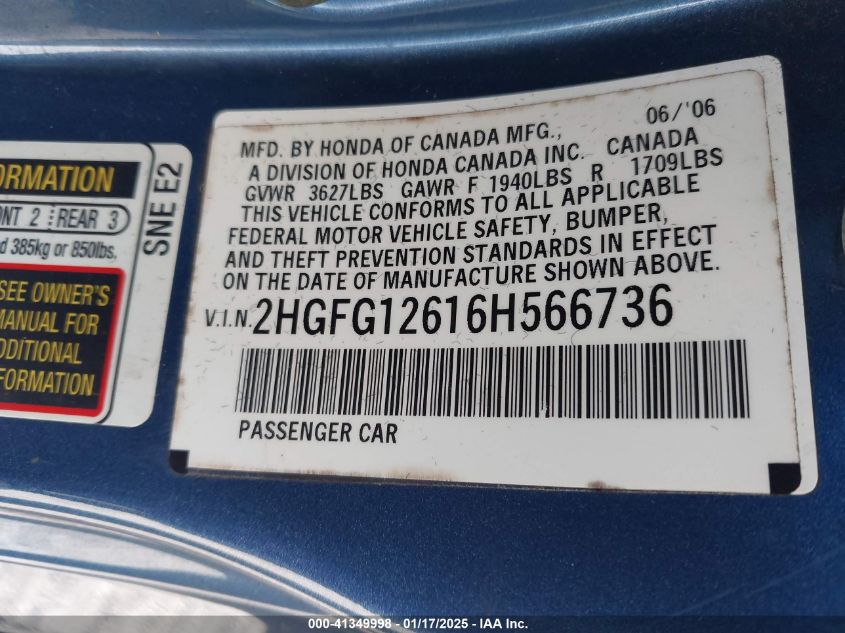 ORMATION
ONT 2 REAR 3
d 385kg or 850lbs.
SEE OWNER'S
MANUAL FOR
DDITIONAL
FORMATION
SNE E2
06/'06
MFD. BY HONDA OF CANADA MFG.,
A DIVISION OF HONDA CANADA INC. CANADA
GVWR 3627LBS GAWR F 1940LBS R 1709LBS
THIS VEHICLE CONFORMS TO ALL APPLICABLE
FEDERAL MOTOR VEHICLE SAFETY, BUMPER,
AND THEFT PREVENTION STANDARDS IN EFFECT
ON THE DATE OF MANUFACTURE SHOWN ABOVE.
V.I.N. 2HGFG12616H566736
PASSENGER CAR
000-41349998 - 01/17/2025 - IAA Inc.